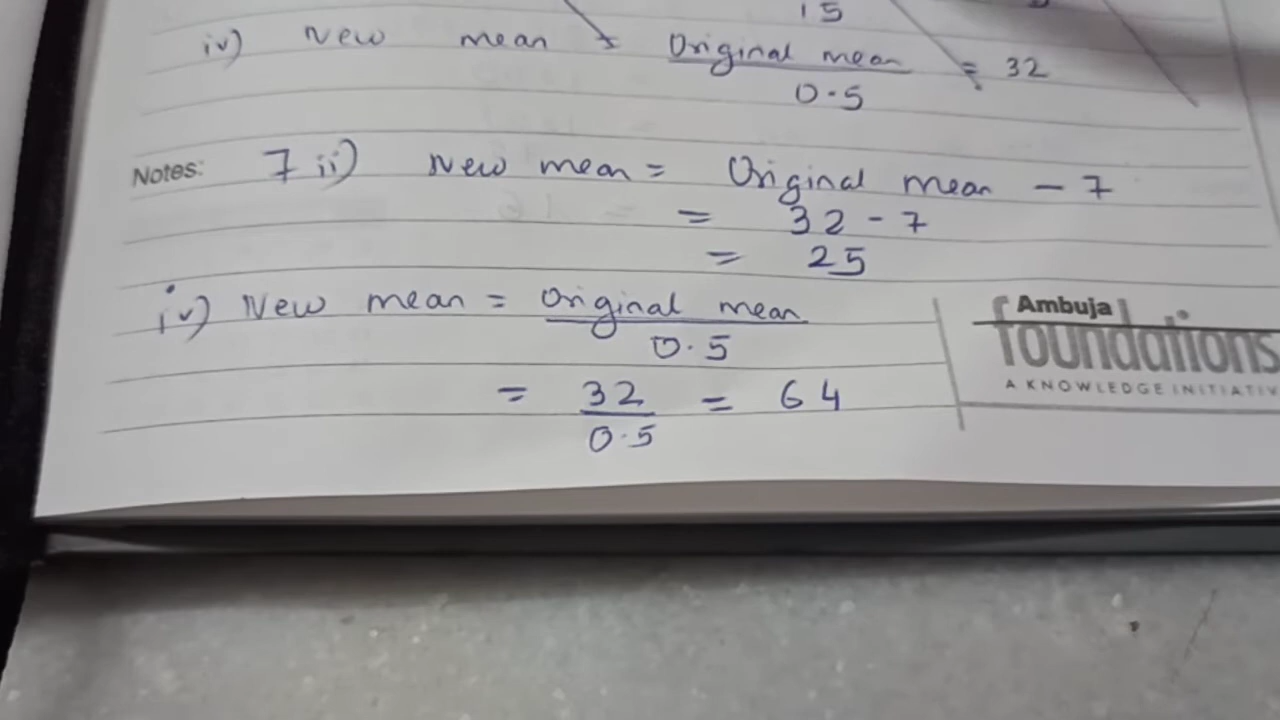 15
iv) New mean = Original mean = 32
0.5
Notes: 7 ii) New mean = Original mean - 7
= 32 - 7
= 25
iv) New mean = Original mean
0.5
= 32 = 64
0.5
Ambuja
foundations
A KNOWLEDGE INITIATIV